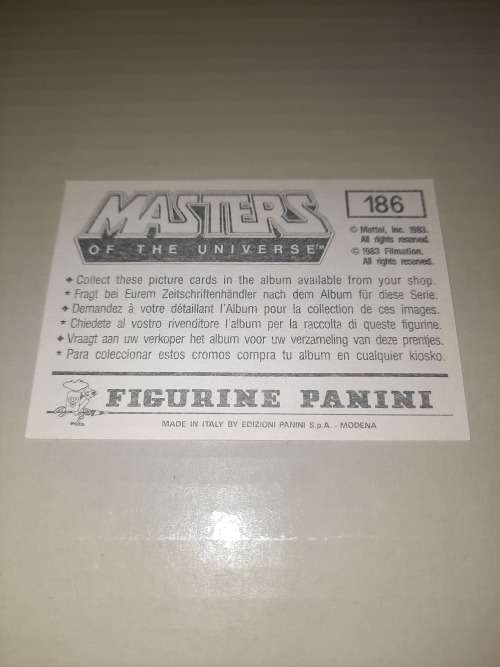 MASTERS
OF THE UNIVERSE™
186
© Mattel, Inc. 1983.
All rights reserved.
© 1983 Filmation.
All rights reserved.
Collect these picture cards in the album available from your shop.
* Fragt bei Eurem Zeitschriftenhändler nach dem Album für diese Serie.
Demandez à votre détaillant l'Album pour la collection de ces images.
* Chiedete al vostro rivenditore l'album per la raccolta di queste figurine.
Vraagt aan uw verkoper het album voor uw verzameling van deze prentjes.
* Para coleccionar estos cromos compra tu album en cualquier kiosko.
FIGURINE PANINI
MADE IN ITALY BY EDIZIONI PANINI S.p.A. - MODENA